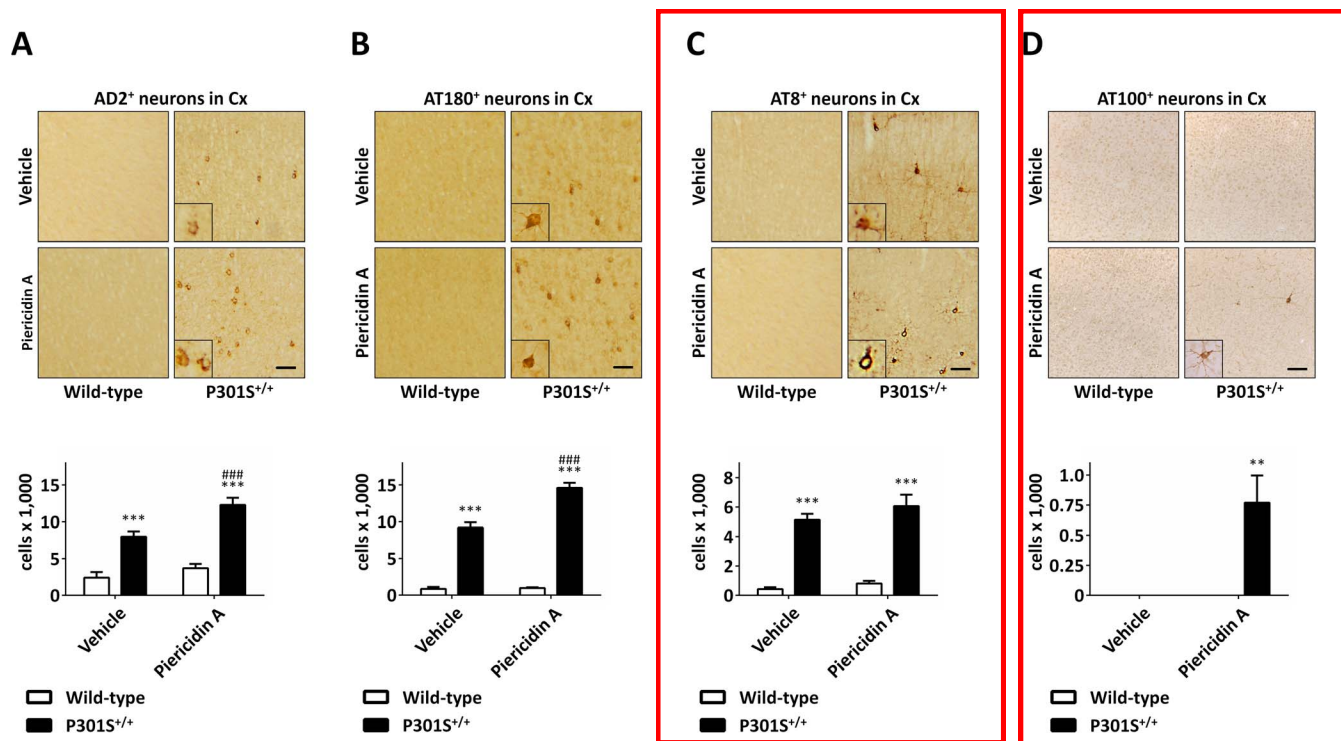 A
AD2⁺ neurons in Cx
Vehicle
Piericidin A
Wild-type P301S⁺/⁺
cells x 1,000
15
10
5
0
***
###
***
Vehicle
Piericidin A
Wild-type
P301S⁺/⁺
B
AT180⁺ neurons in Cx
Vehicle
Piericidin A
Wild-type P301S⁺/⁺
cells x 1,000
15
10
5
0
***
###
***
Vehicle
Piericidin A
Wild-type
P301S⁺/⁺
C
AT8⁺ neurons in Cx
Vehicle
Piericidin A
Wild-type P301S⁺/⁺
cells x 1,000
8
6
4
2
0
***
***
Vehicle
Piericidin A
Wild-type
P301S⁺/⁺
D
AT100⁺ neurons in Cx
Vehicle
Piericidin A
Wild-type P301S⁺/⁺
cells x 1,000
1.0
0.75
0.5
0.25
0
**
Vehicle
Piericidin A
Wild-type
P301S⁺/⁺